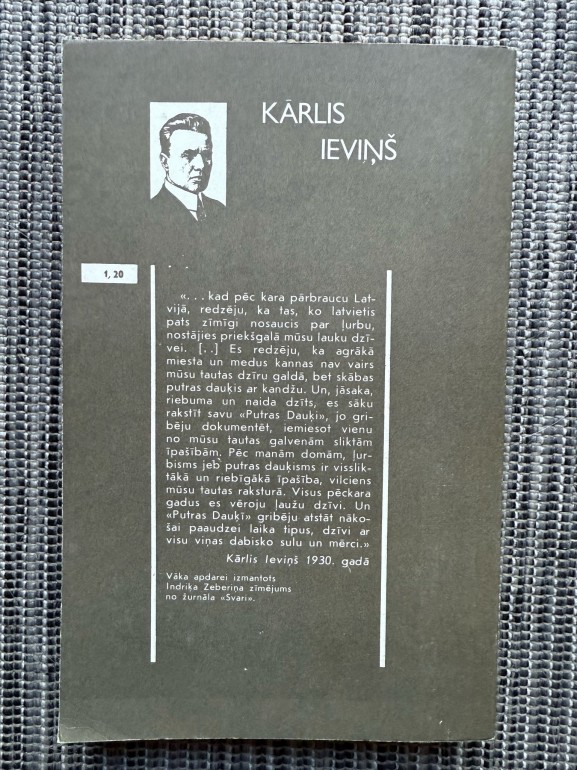 KĀRLIS
IEVIŅŠ
1,20
«. . . kad pēc kara pārbraucu Lat-
vijā, redzēju, ka tas, ko latvietis
pats zīmīgi nosaucis par ļurbu,
nostājies priekšgalā mūsu lauku dzī-
vei. [. .] Es redzēju, ka agrākā
miesta un medus kannas nav vairs
mūsu tautas dzīru galdā, bet skābas
putras dauķis ar kandžu. Un, jāsaka,
riebuma un naida dzīts, es sāku
rakstīt savu «Putras Dauķi», jo gri-
bēju dokumentēt, iemiesot vienu
no mūsu tautas galvenām sliktām
īpašībām. Pēc manām domām, ļur-
bisms jeb putras dauķisms ir visslik-
tākā un riebīgākā īpašība, vilciens
mūsu tautas raksturā. Visus pēckara
gadus es vēroju ļaužu dzīvi. Un
«Putras Dauķī» gribēju atstāt nāko-
šai paaudzei laika tipus, dzīvi ar
visu viņas dabisko sulu un mērci.»
Kārlis Ieviņš 1930. gadā
Vāka apdarei izmantots
Indriķa Zeberiņa zīmējums
no žurnāla «Svari».